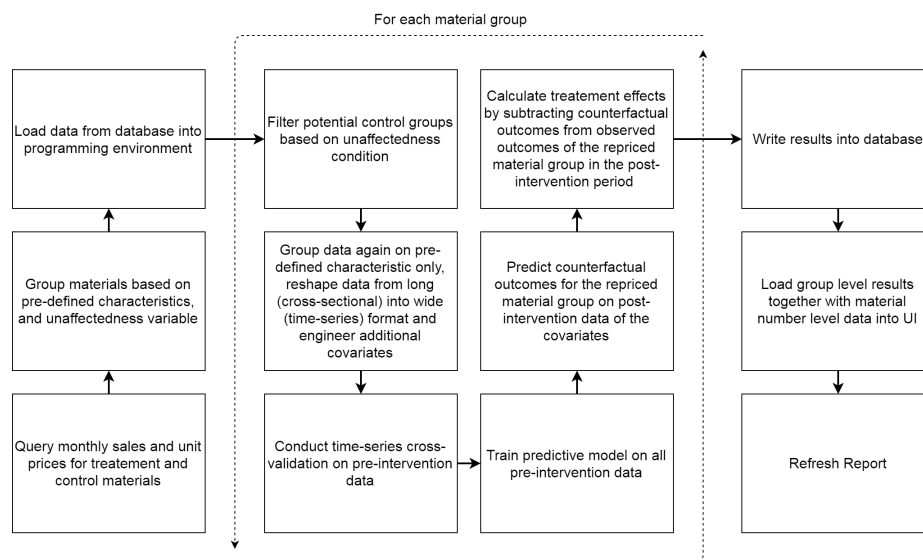 For each material group
Load data from database into
programming environment
Filter potential control groups
based on unaffectedness
condition
Calculate treatement effects
by subtracting counterfactual
outcomes from observed
outcomes of the repriced
material group in the post-
intervention period
Write results into database
Group materials based on
pre-defined characteristics,
and unaffectedness variable
Group data again on pre-
defined characteristic only,
reshape data from long
(cross-sectional) into wide
(time-series) format and
engineer additional
covariates
Predict counterfactual
outcomes for the repriced
material group on post-
intervention data of the
covariates
Load group level results
together with material
number level data into UI
Query monthly sales and unit
prices for treatement and
control materials
Conduct time-series cross-
validation on pre-intervention
data
Train predictive model on all
pre-intervention data
Refresh Report